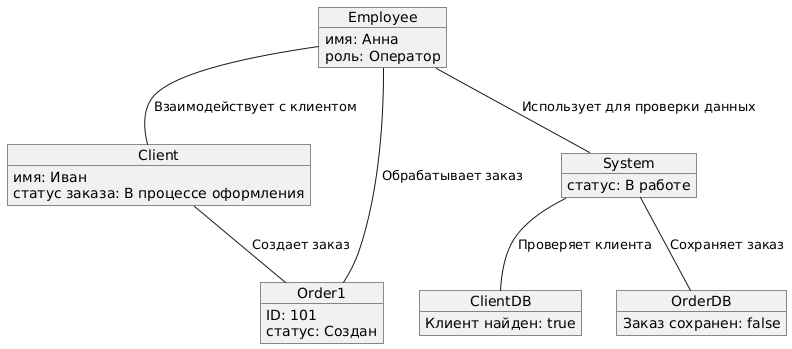 Employee
имя: Анна
роль: Оператор
Взаимодействует с клиентом
Использует для проверки данных
Client
имя: Иван
статус заказа: В процессе оформления
Обрабатывает заказ
System
статус: В работе
Создает заказ
Проверяет клиента
Сохраняет заказ
Order1
ID: 101
статус: Создан
ClientDB
Клиент найден: true
OrderDB
Заказ сохранен: false